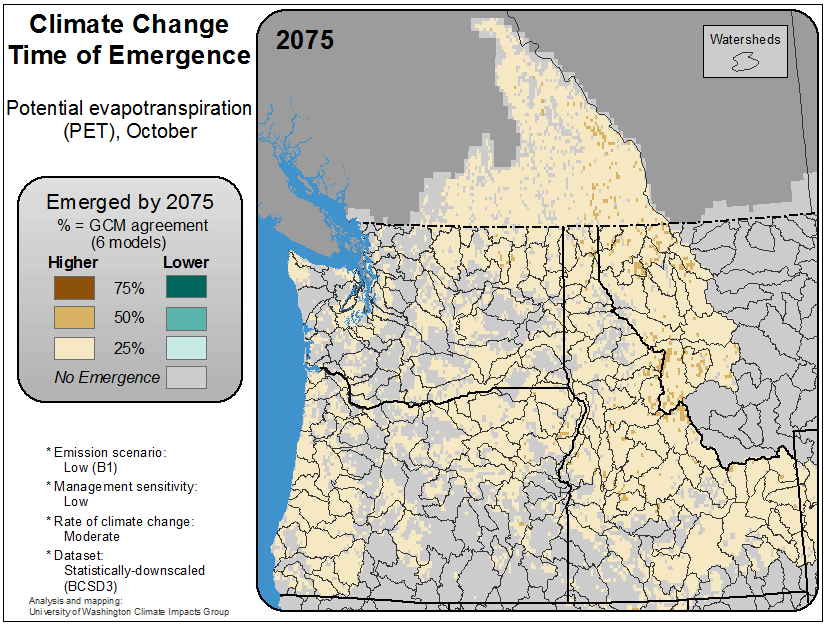 Climate Change
Time of Emergence
Potential evapotranspiration
(PET), October
Emerged by 2075
% = GCM agreement
(6 models)
Higher Lower
75%
50%
25%
No Emergence
* Emission scenario:
Low (B1)
* Management sensitivity:
Low
* Rate of climate change:
Moderate
* Dataset:
Statistically-downscaled
(BCSD3)
Analysis and mapping:
University of Washington Climate Impacts Group
2075
Watersheds